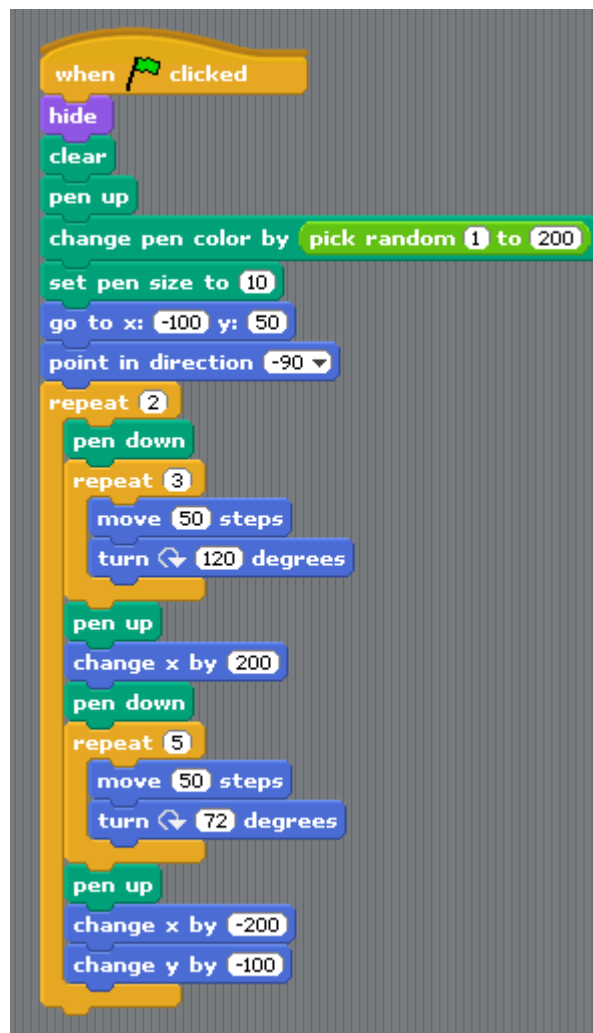 when clicked
hide
clear
pen up
change pen color by pick random 1 to 200
set pen size to 10
go to x: -100 y: 50
point in direction -90
repeat 2
pen down
repeat 3
move 50 steps
turn 120 degrees
pen up
change x by 200
pen down
repeat 5
move 50 steps
turn 72 degrees
pen up
change x by -200
change y by -100